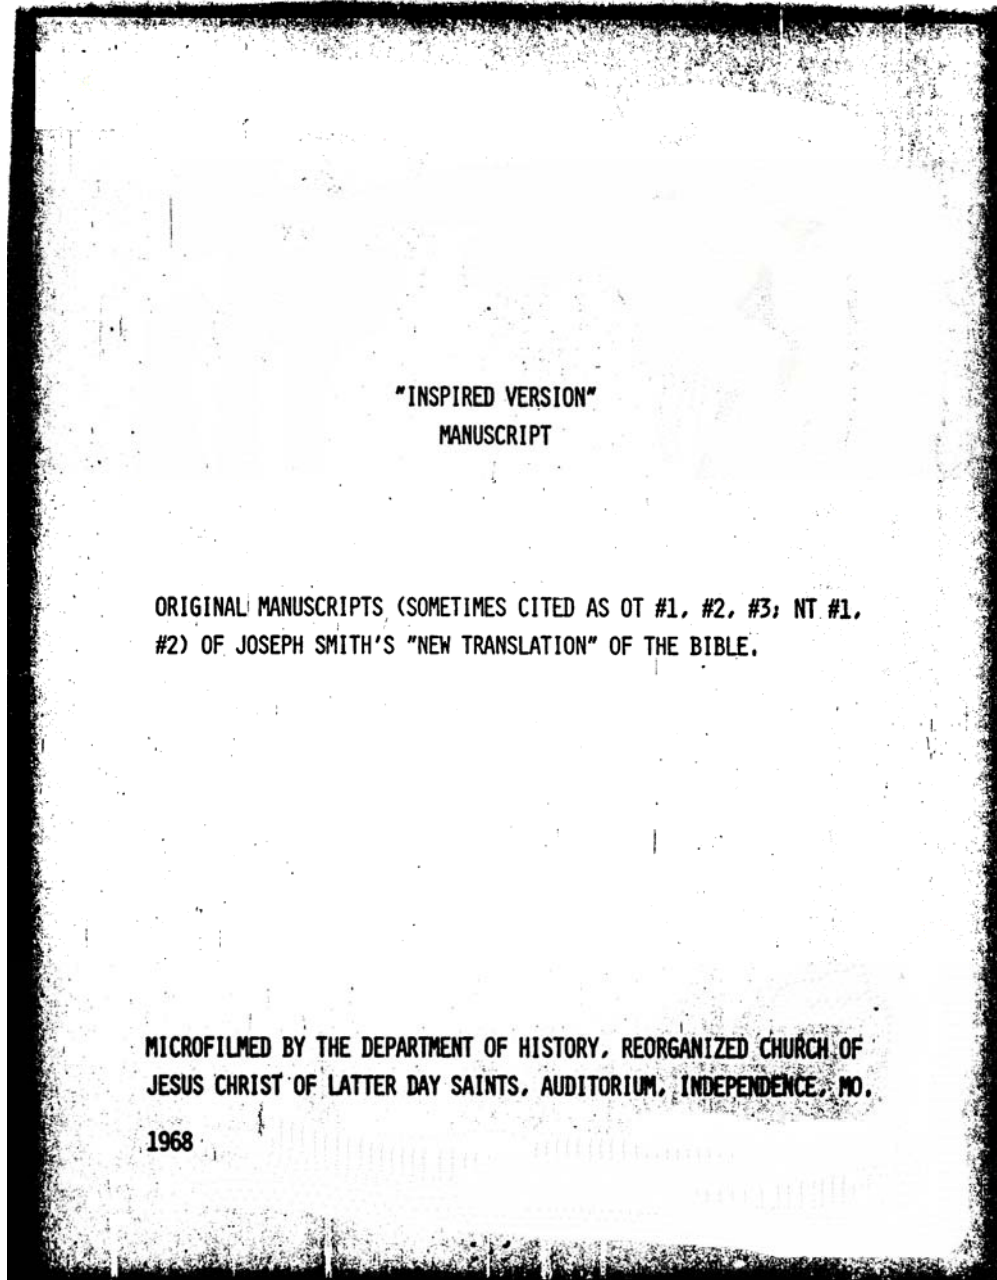 "INSPIRED VERSION"
MANUSCRIPT
ORIGINAL MANUSCRIPTS (SOMETIMES CITED AS OT #1, #2, #3; NT #1,
#2) OF JOSEPH SMITH'S "NEW TRANSLATION" OF THE BIBLE.
MICROFILMED BY THE DEPARTMENT OF HISTORY, REORGANIZED CHURCH OF
JESUS CHRIST OF LATTER DAY SAINTS, AUDITORIUM, INDEPENDENCE, MO.
1968